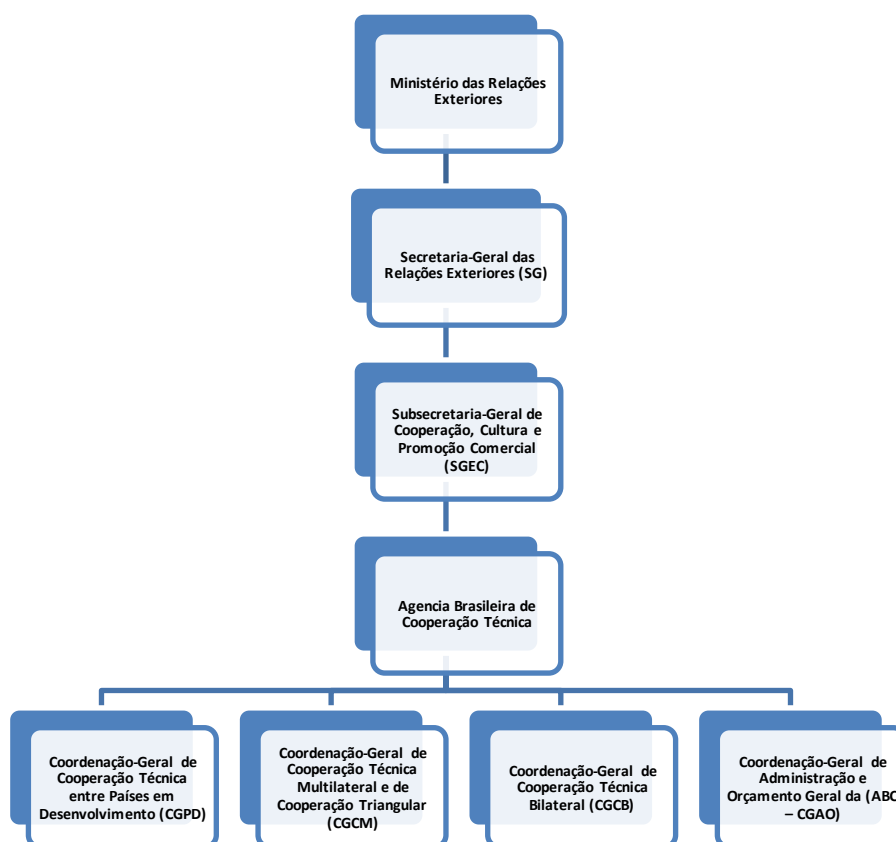 Ministério das Relações
Exteriores
Secretaria-Geral das
Relações Exteriores (SG)
Subsecretaria-Geral de
Cooperação, Cultura e
Promoção Comercial
(SGEC)
Agencia Brasileira de
Cooperação Técnica
Coordenação-Geral de
Cooperação Técnica
entre Países em
Desenvolvimento (CGPD)
Coordenação-Geral de
Cooperação Técnica
Multilateral e de
Cooperação Triangular
(CGCM)
Coordenação-Geral de
Cooperação Técnica
Bilateral (CGCB)
Coordenação-Geral de
Administração e
Orçamento Geral da (ABC
– CGAO)